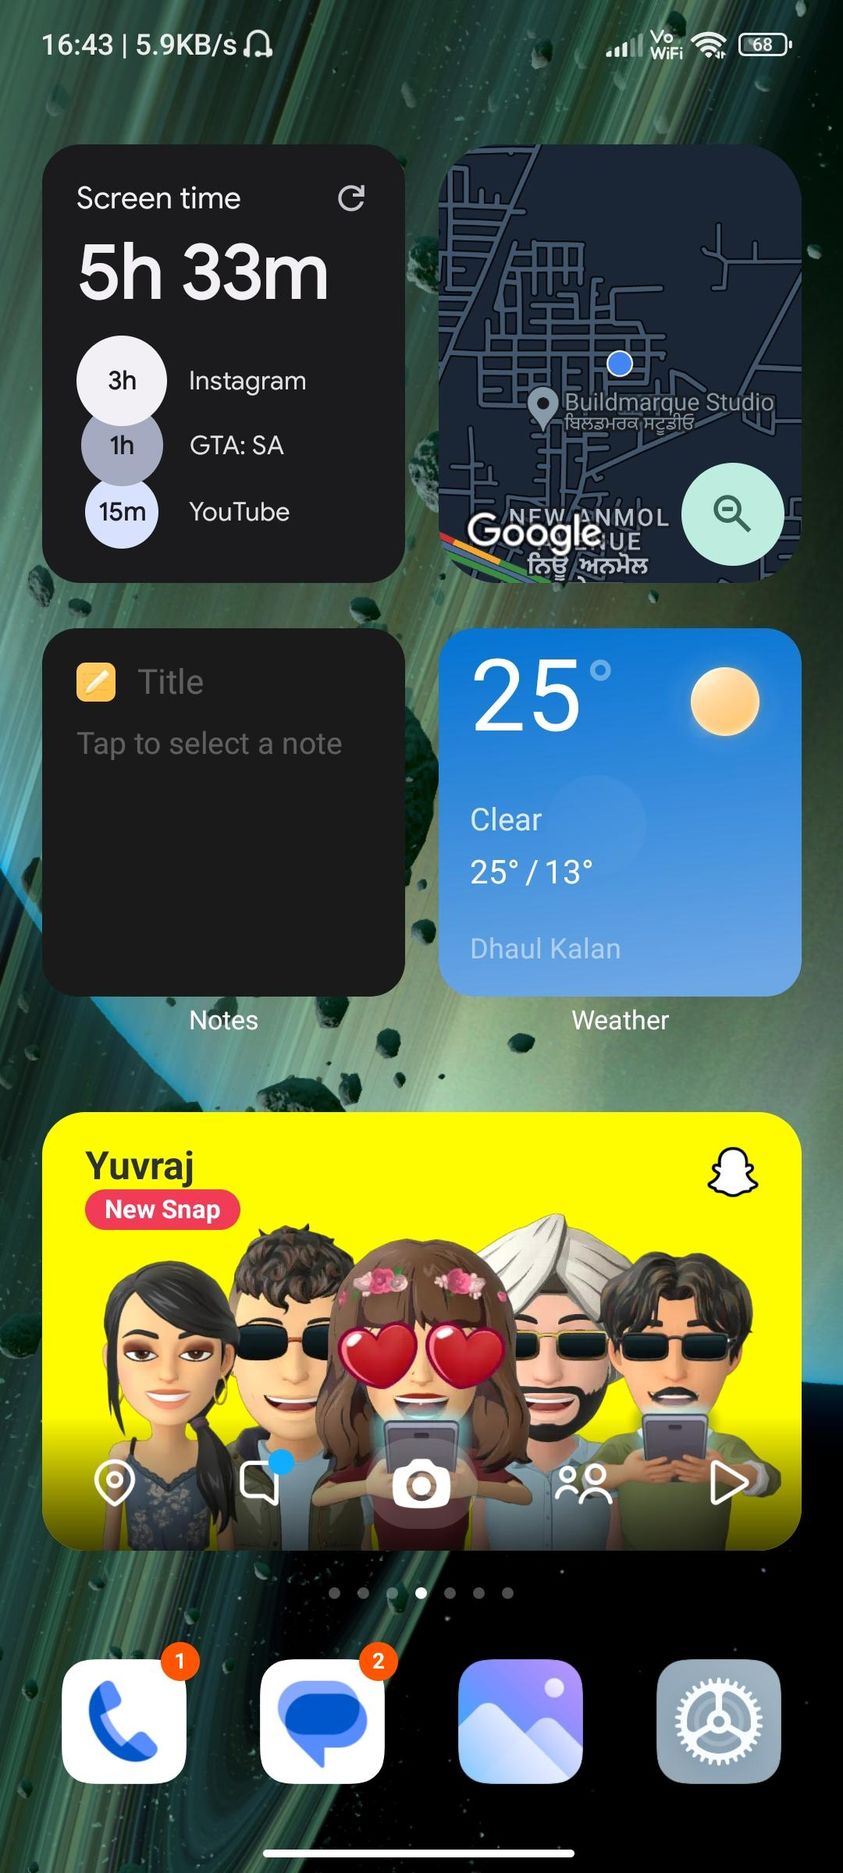 16:43 | 5.9KB/s
Vo
WiFi
68
Screen time
5h 33m
3h Instagram
1h GTA: SA
15m YouTube
Buildmarque Studio
ਬਿਲਡਮਰਕ ਸਟੂਡੀਓ
NEW ANMOL
Google
ਨਿਊ ਅਨਮੋਲ
Title
Tap to select a note
25°
Clear
25° / 13°
Dhaul Kalan
Notes
Weather
Yuvraj
New Snap
1
2